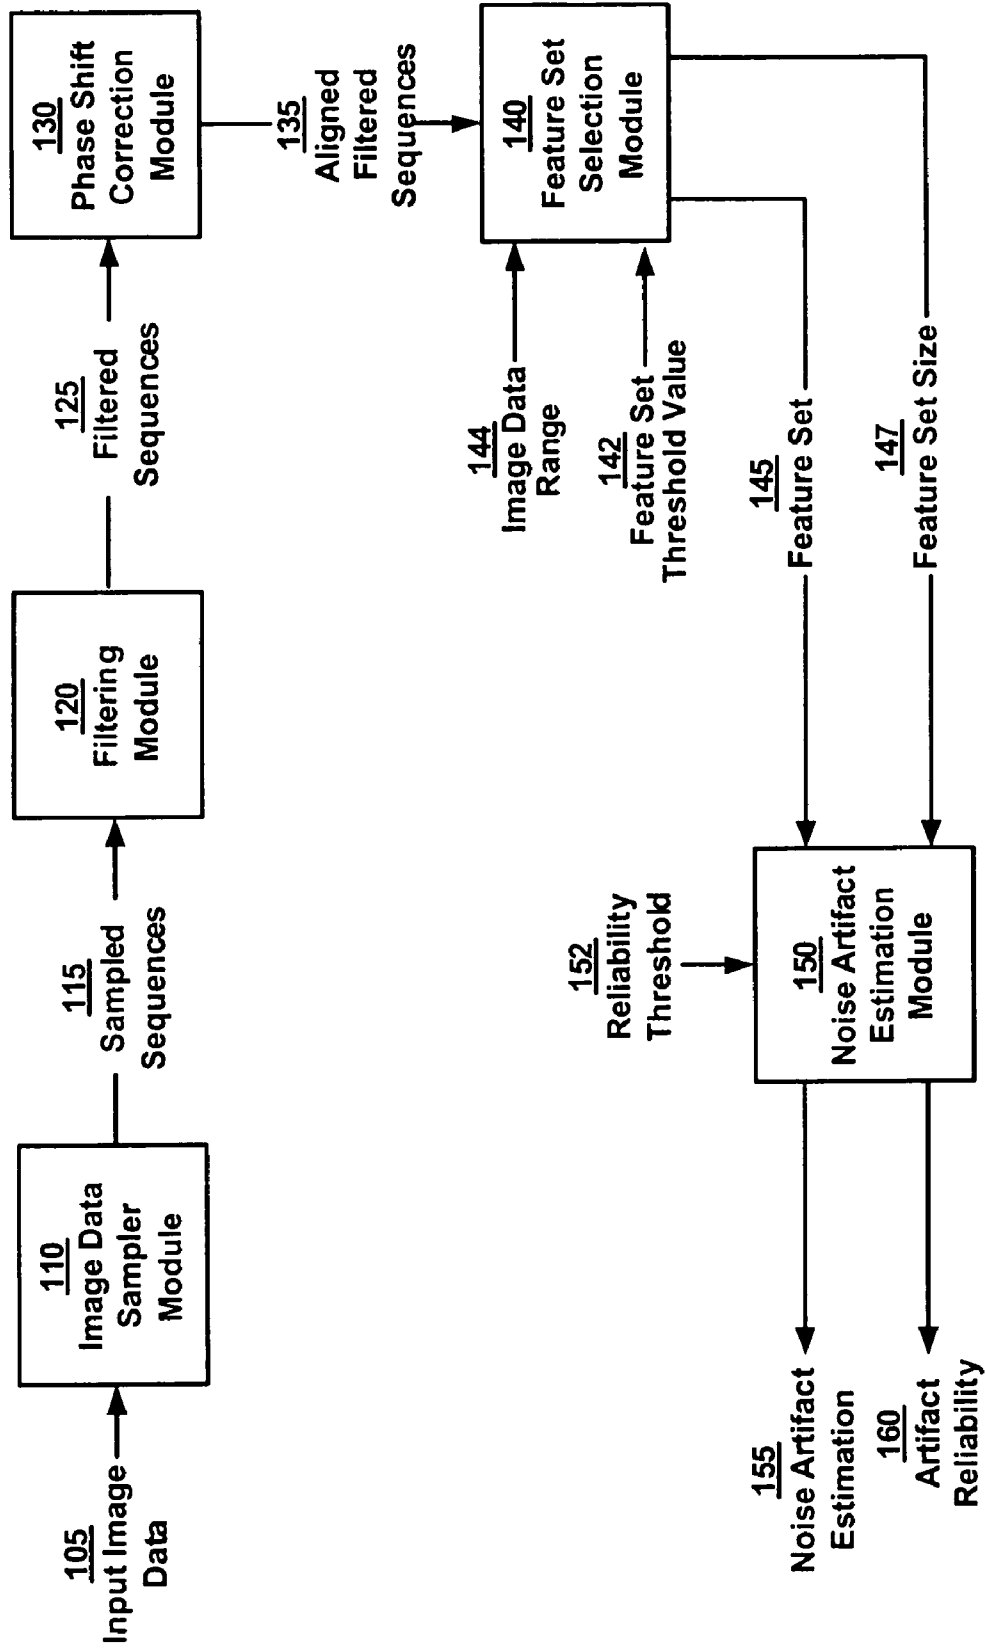 105
Input Image
Data
110
Image Data
Sampler
Module
115
Sampled
Sequences
120
Filtering
Module
125
Filtered
Sequences
130
Phase Shift
Correction
Module
135
Aligned
Filtered
Sequences
140
Feature Set
Selection
Module
144
Image Data
Range
142
Feature Set
Threshold Value
145
Feature Set
147
Feature Set Size
152
Reliability
Threshold
150
Noise Artifact
Estimation
Module
155
Noise Artifact
Estimation
160
Artifact
Reliability